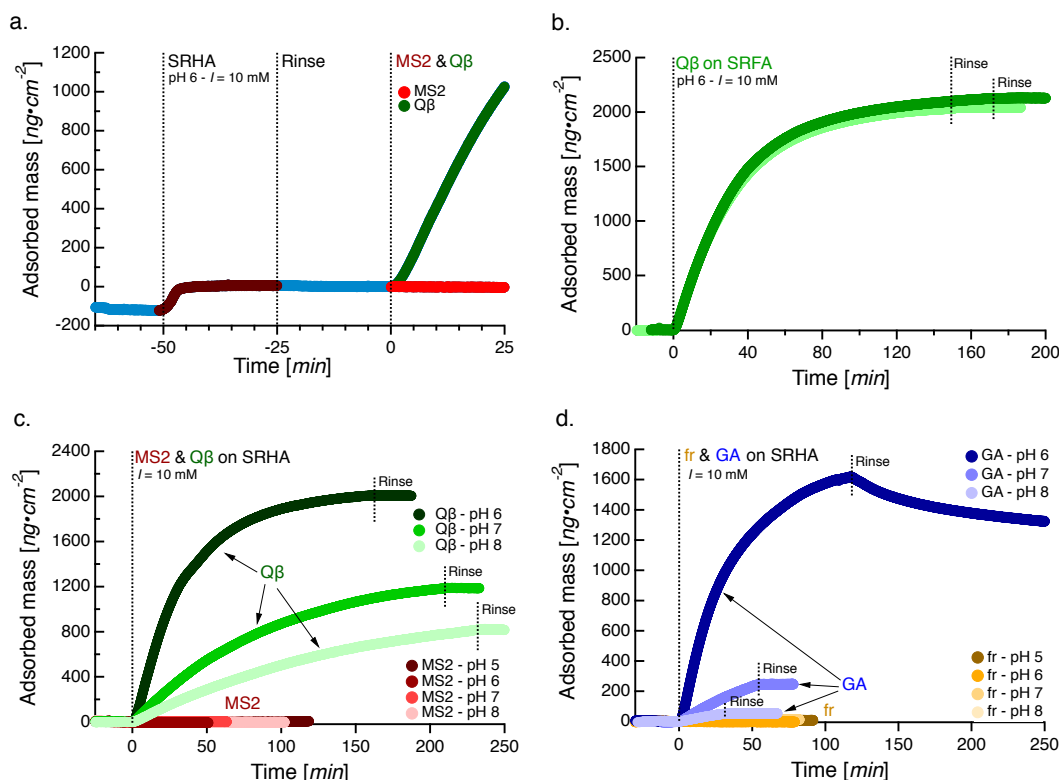 a.
SRHA
pH 6 - I = 10 mM
Rinse
MS2 & Qβ
MS2
Qβ
Adsorbed mass [ng•cm⁻²]
1200
1000
800
600
400
200
0
-200
-50
-25
0
25
Time [min]
b.
Qβ on SRFA
pH 6 - I = 10 mM
Rinse
Rinse
Adsorbed mass [ng•cm⁻²]
2500
2000
1500
1000
500
0
0
40
80
120
160
200
Time [min]
c.
MS2 & Qβ on SRHA
I = 10 mM
Rinse
Qβ - pH 6
Qβ - pH 7
Qβ - pH 8
Qβ
Rinse
Rinse
MS2 - pH 5
MS2 - pH 6
MS2 - pH 7
MS2 - pH 8
MS2
Adsorbed mass [ng•cm⁻²]
2400
2000
1600
1200
800
400
0
0
50
100
150
200
250
Time [min]
d.
fr & GA on SRHA
I = 10 mM
Rinse
GA - pH 6
GA - pH 7
GA - pH 8
Rinse
GA
Rinse
fr
fr - pH 5
fr - pH 6
fr - pH 7
fr - pH 8
Adsorbed mass [ng•cm⁻²]
1800
1600
1400
1200
1000
800
600
400
200
0
0
50
100
150
200
250
Time [min]